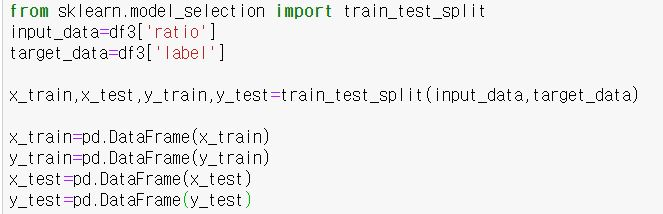 from sklearn.model_selection import train_test_split
input_data=df3['ratio']
target_data=df3['label']
x_train,x_test,y_train,y_test=train_test_split(input_data,target_data)
x_train=pd.DataFrame(x_train)
y_train=pd.DataFrame(y_train)
x_test=pd.DataFrame(x_test)
y_test=pd.DataFrame(y_test)